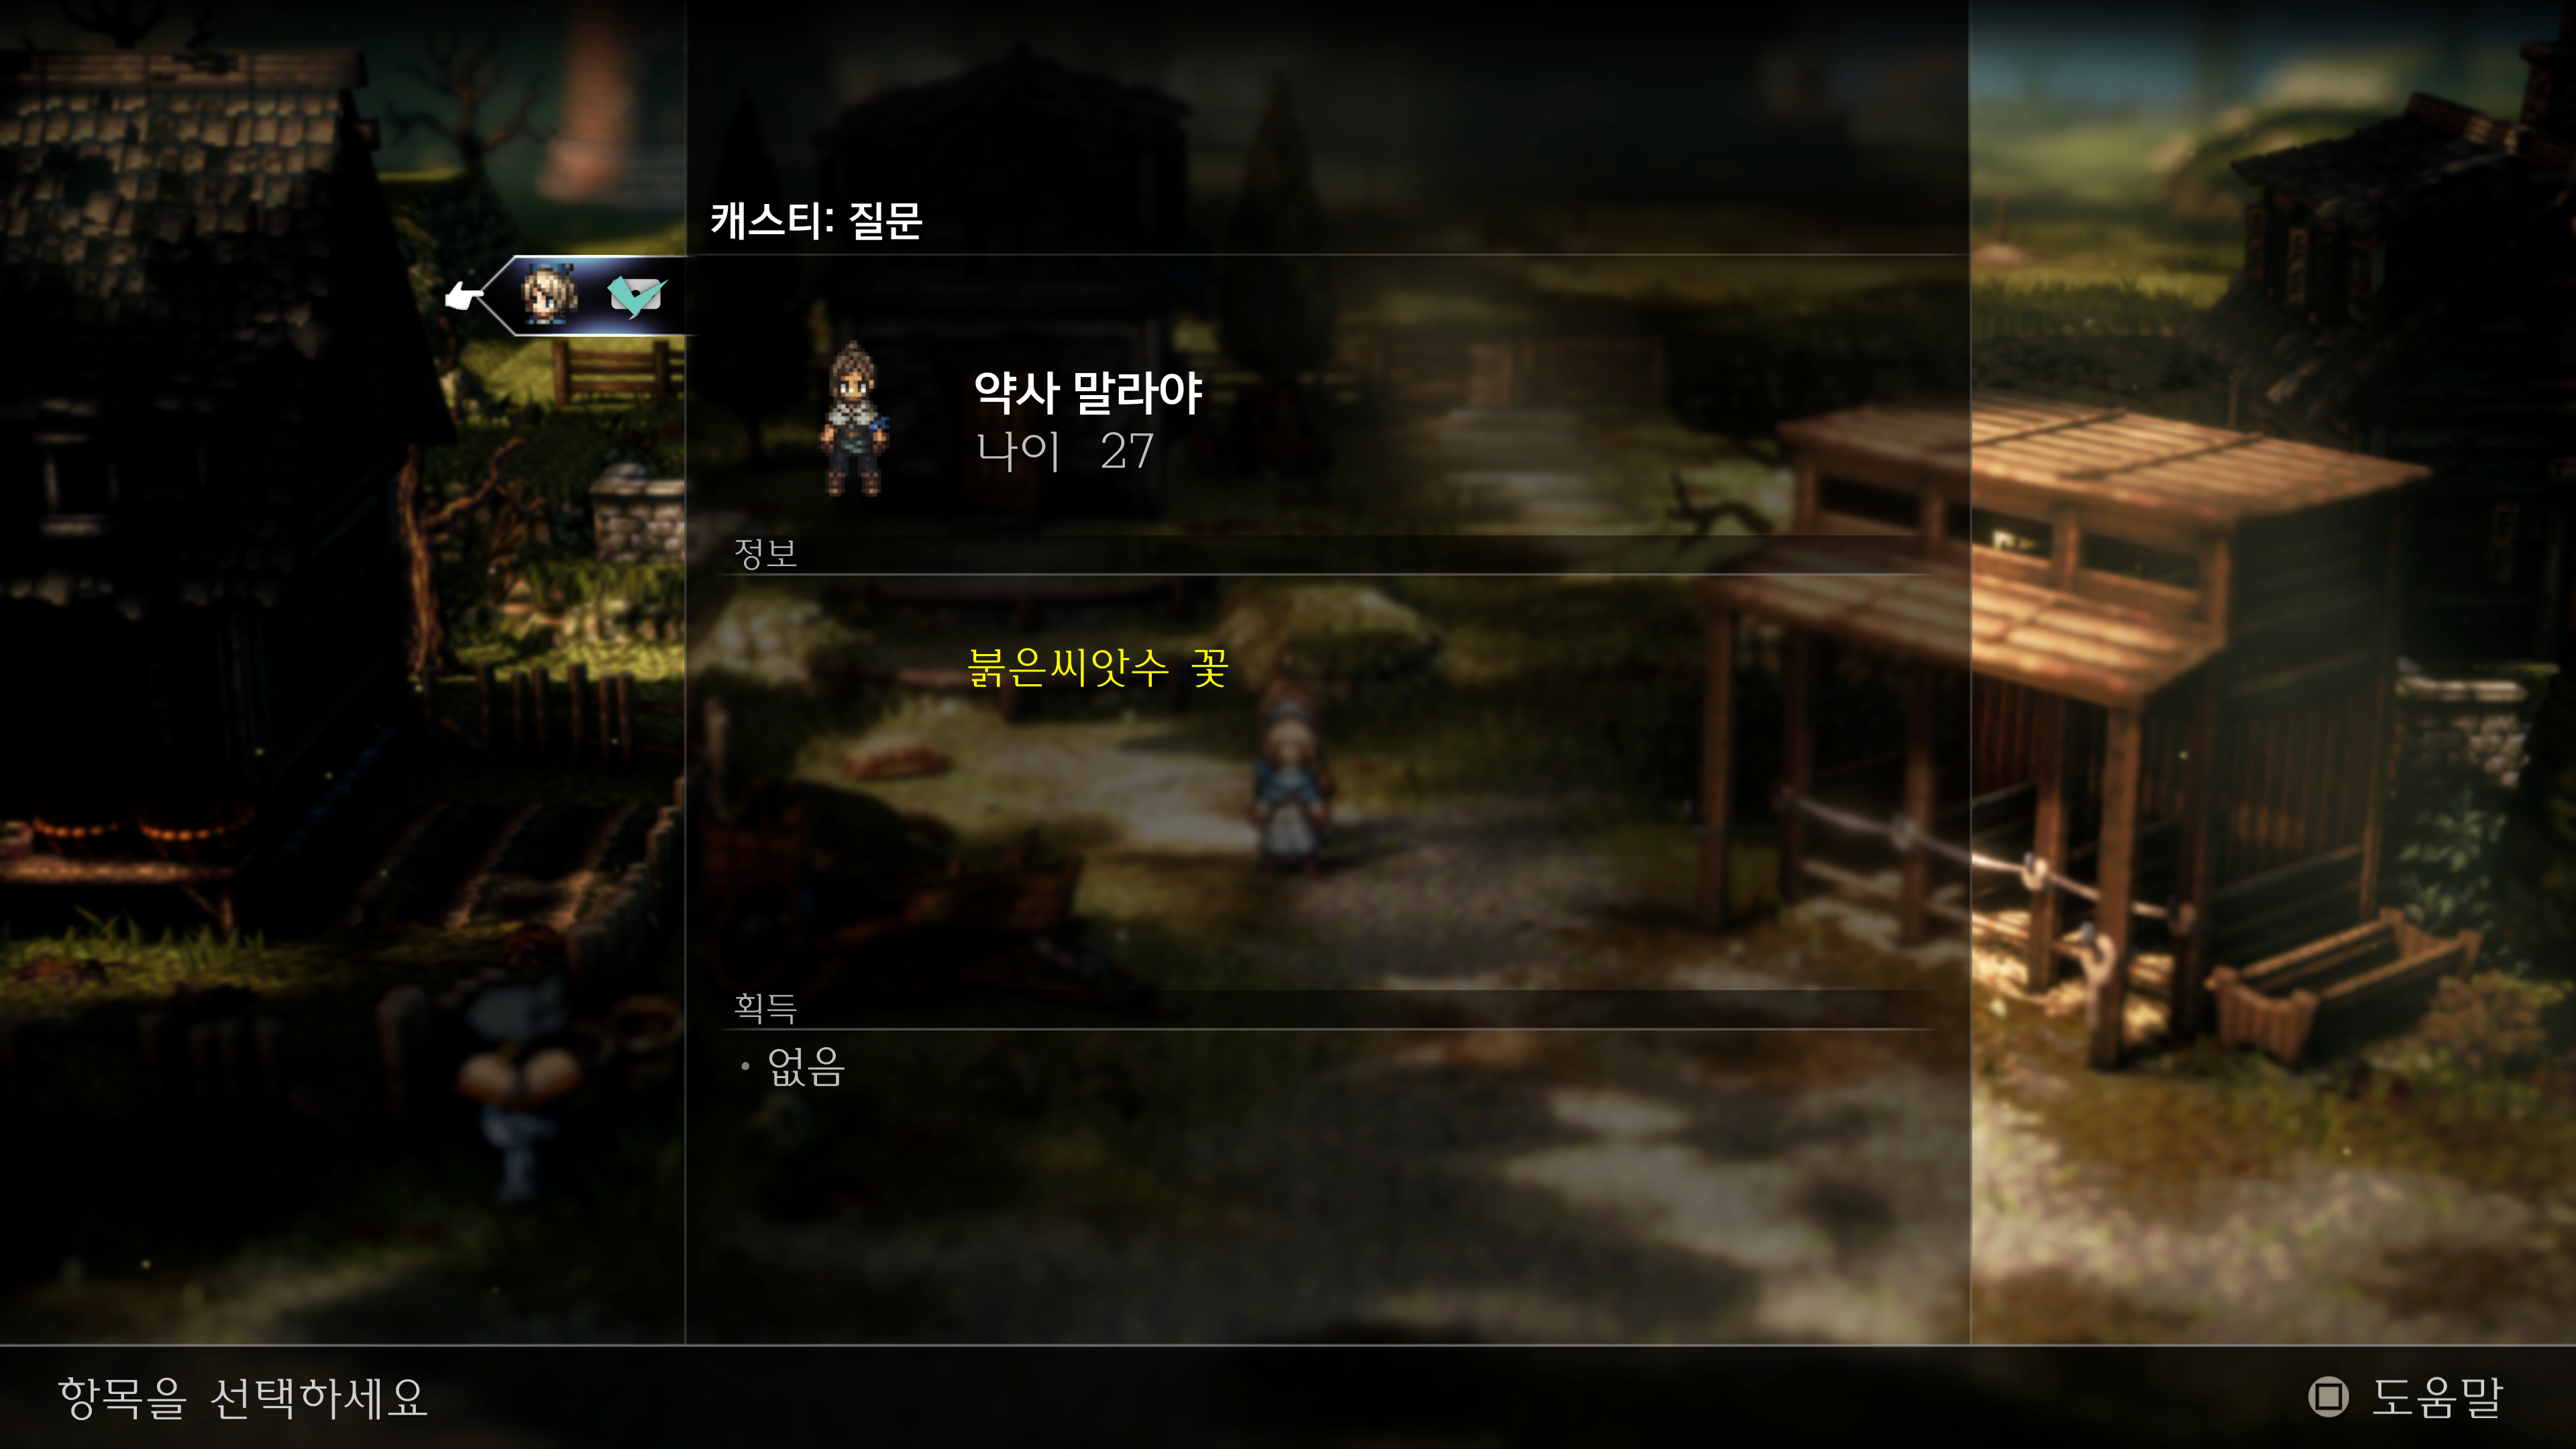 캐스티: 질문
약사 말라야
나이 27
정보
붉은씨앗수 꽃
획득
• 없음
항목을 선택하세요
도움말